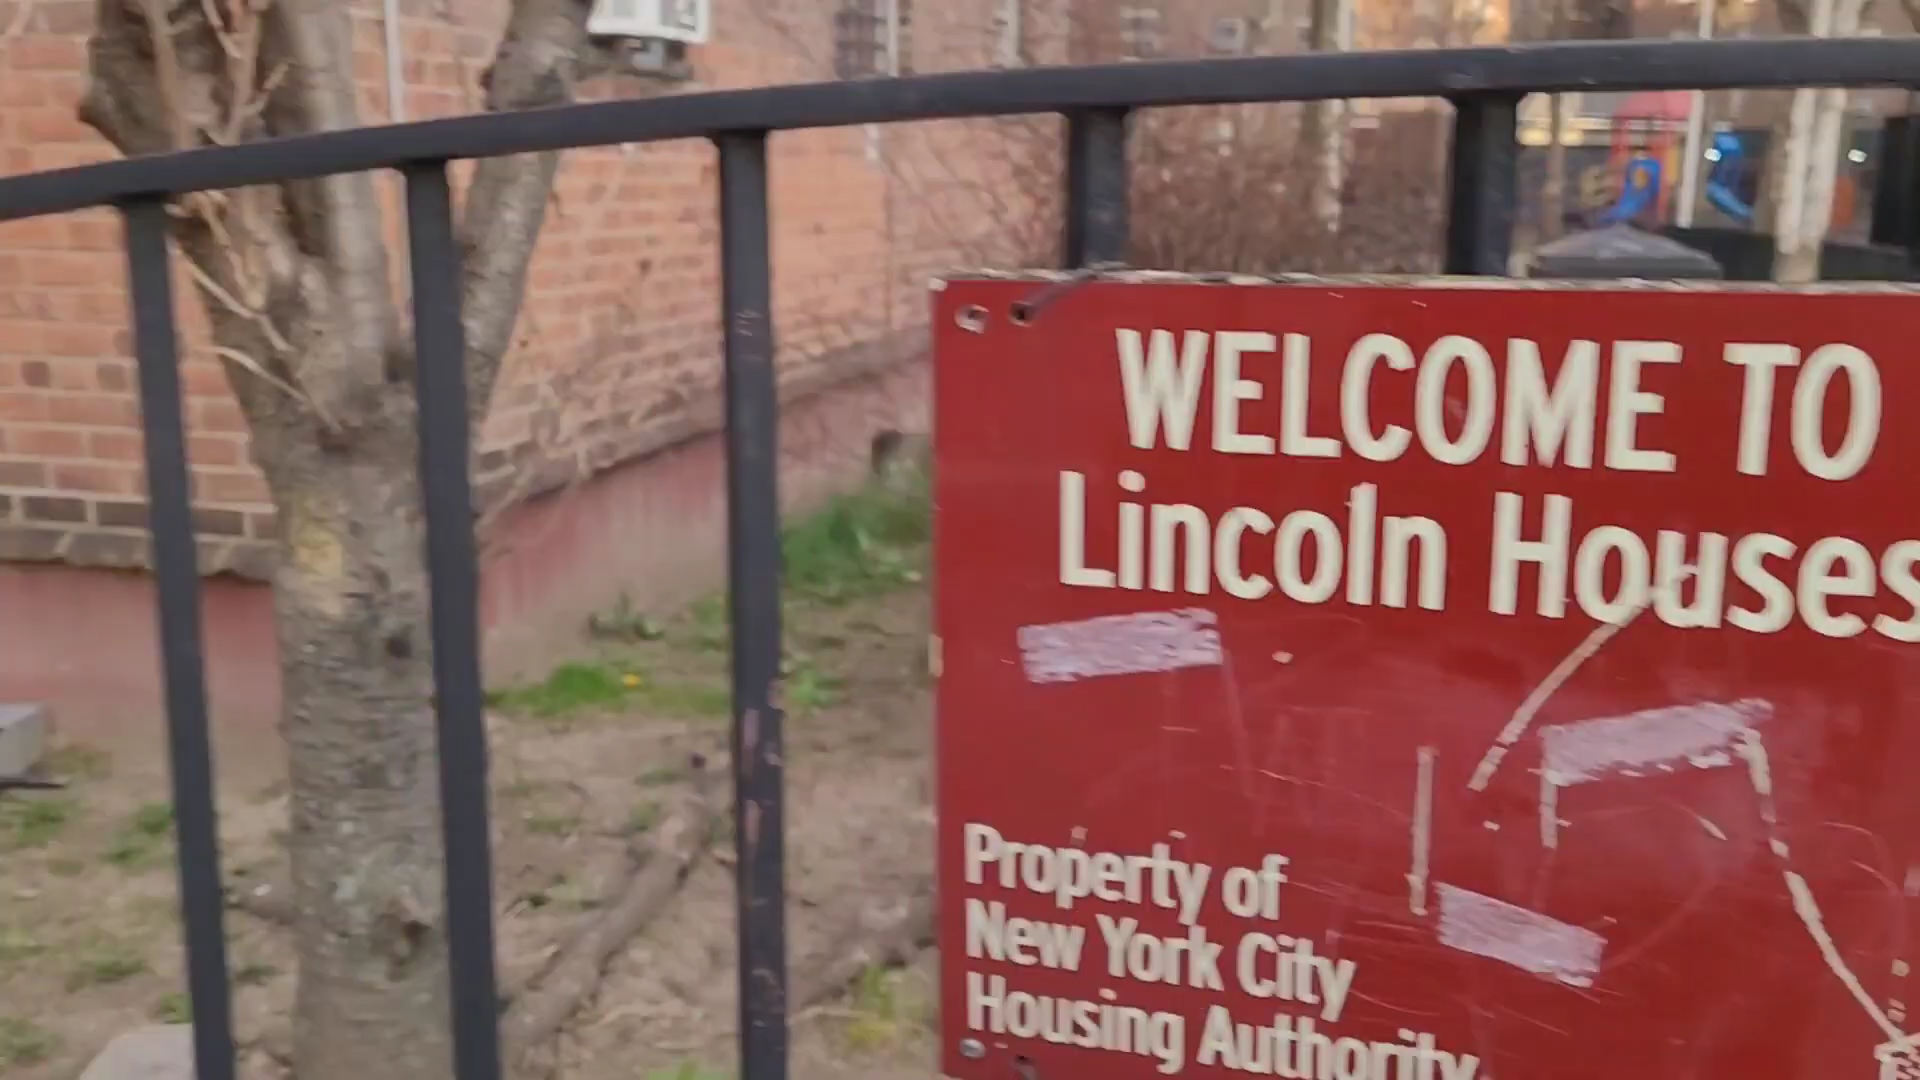 WELCOME TO
Lincoln Houses
Property of
New York City
Housing Authority